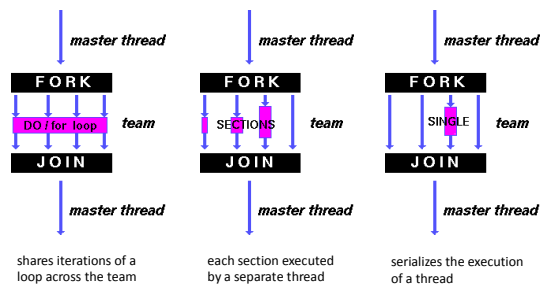 master thread
FORK
DO i for loop
team
JOIN
master thread
shares iterations of a
loop across the team
master thread
FORK
SECTIONS
team
JOIN
master thread
each section executed
by a separate thread
master thread
FORK
SINGLE
team
JOIN
master thread
serializes the execution
of a thread